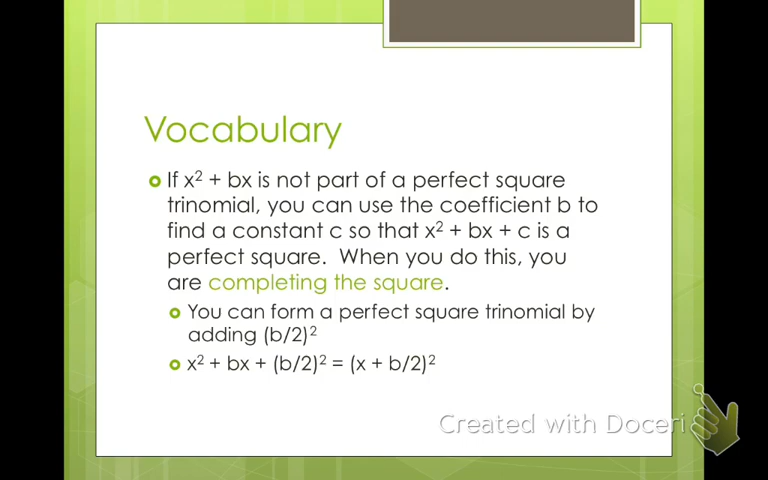 Vocabulary
If x² + bx is not part of a perfect square
trinomial, you can use the coefficient b to
find a constant c so that x² + bx + c is a
perfect square.  When you do this, you
are completing the square.
You can form a perfect square trinomial by
adding (b/2)²
x² + bx + (b/2)² = (x + b/2)²
Created with Doceri